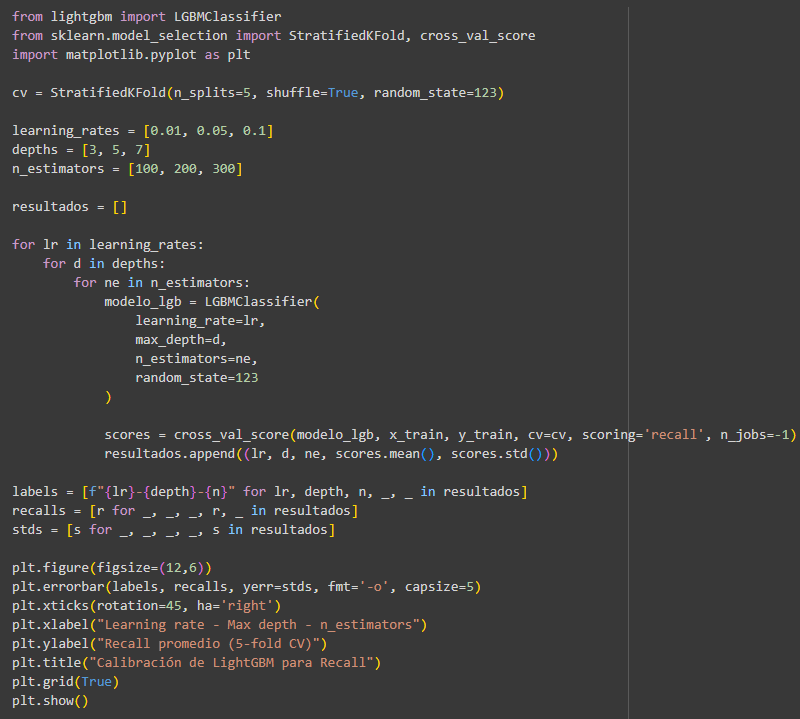 from lightgbm import LGBMClassifier
from sklearn.model_selection import StratifiedKFold, cross_val_score
import matplotlib.pyplot as plt

cv = StratifiedKFold(n_splits=5, shuffle=True, random_state=123)

learning_rates = [0.01, 0.05, 0.1]
depths = [3, 5, 7]
n_estimators = [100, 200, 300]

resultados = []

for lr in learning_rates:
    for d in depths:
        for ne in n_estimators:
            modelo_lgb = LGBMClassifier(
                learning_rate=lr,
                max_depth=d,
                n_estimators=ne,
                random_state=123
            )

            scores = cross_val_score(modelo_lgb, x_train, y_train, cv=cv, scoring='recall', n_jobs=-1)
            resultados.append((lr, d, ne, scores.mean(), scores.std()))

labels = [f"{lr}-{depth}-{n}" for lr, depth, n, _, _ in resultados]
recalls = [r for _, _, _, r, _ in resultados]
stds = [s for _, _, _, _, s in resultados]

plt.figure(figsize=(12,6))
plt.errorbar(labels, recalls, yerr=stds, fmt='-o', capsize=5)
plt.xticks(rotation=45, ha='right')
plt.xlabel("Learning rate - Max depth - n_estimators")
plt.ylabel("Recall promedio (5-fold CV)")
plt.title("Calibración de LightGBM para Recall")
plt.grid(True)
plt.show()